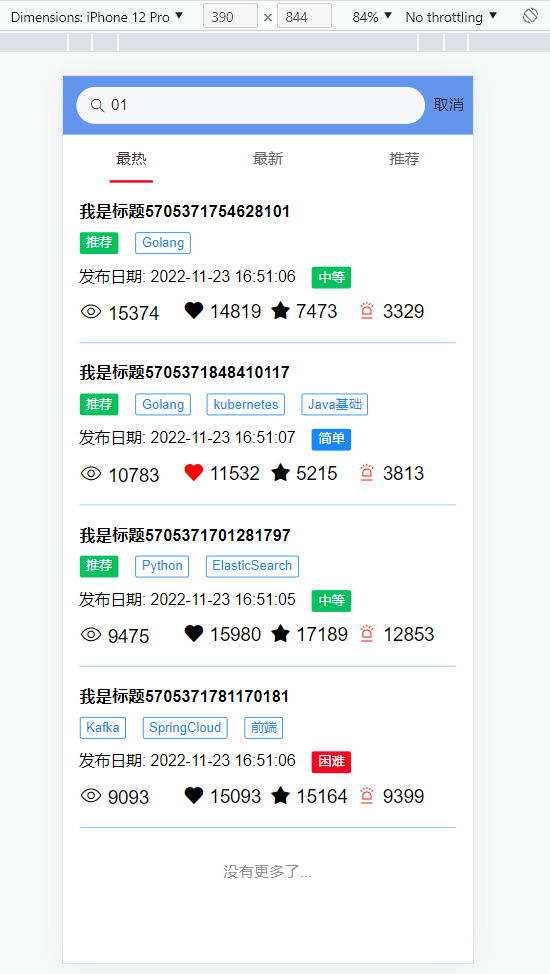 Dimensions: iPhone 12 Pro ▼ 390 × 844 84% ▼ No throttling ▼
01 取消
最热 最新 推荐
我是标题5705371754628101
推荐 Golang
发布日期: 2022-11-23 16:51:06 中等
15374 14819 7473 3329
我是标题5705371848410117
推荐 Golang kubernetes Java基础
发布日期: 2022-11-23 16:51:07 简单
10783 11532 5215 3813
我是标题5705371701281797
推荐 Python ElasticSearch
发布日期: 2022-11-23 16:51:05 中等
9475 15980 17189 12853
我是标题5705371781170181
Kafka SpringCloud 前端
发布日期: 2022-11-23 16:51:06 困难
9093 15093 15164 9399
没有更多了...